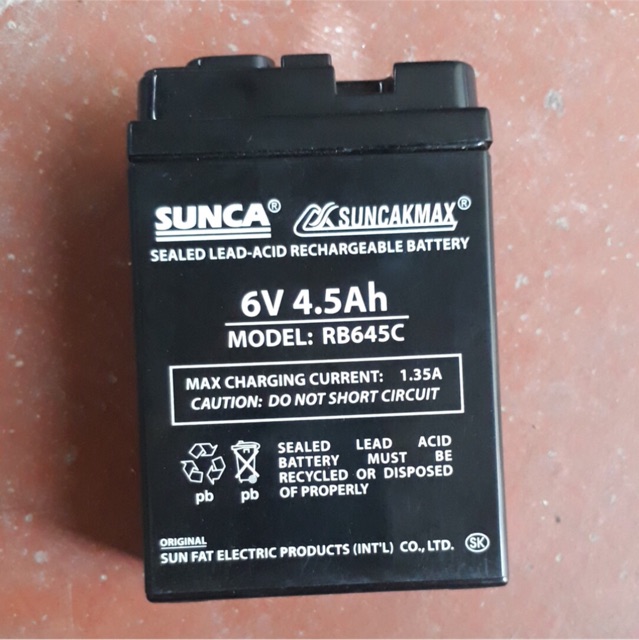 SUNCA® SUNCAKMAX®
SEALED LEAD-ACID RECHARGEABLE BATTERY
6V 4.5Ah
MODEL: RB645C
MAX CHARGING CURRENT: 1.35A
CAUTION: DO NOT SHORT CIRCUIT
SEALED LEAD ACID
BATTERY MUST BE
RECYCLED OR DISPOSED
OF PROPERLY
pb pb
ORIGINAL
SUN FAT ELECTRIC PRODUCTS (INT'L) CO., LTD. SK